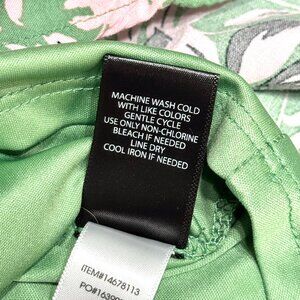 MACHINE WASH COLD
WITH LIKE COLORS
GENTLE CYCLE
USE ONLY NON-CHLORINE
BLEACH IF NEEDED
LINE DRY
COOL IRON IF NEEDED
ITEM#14678113